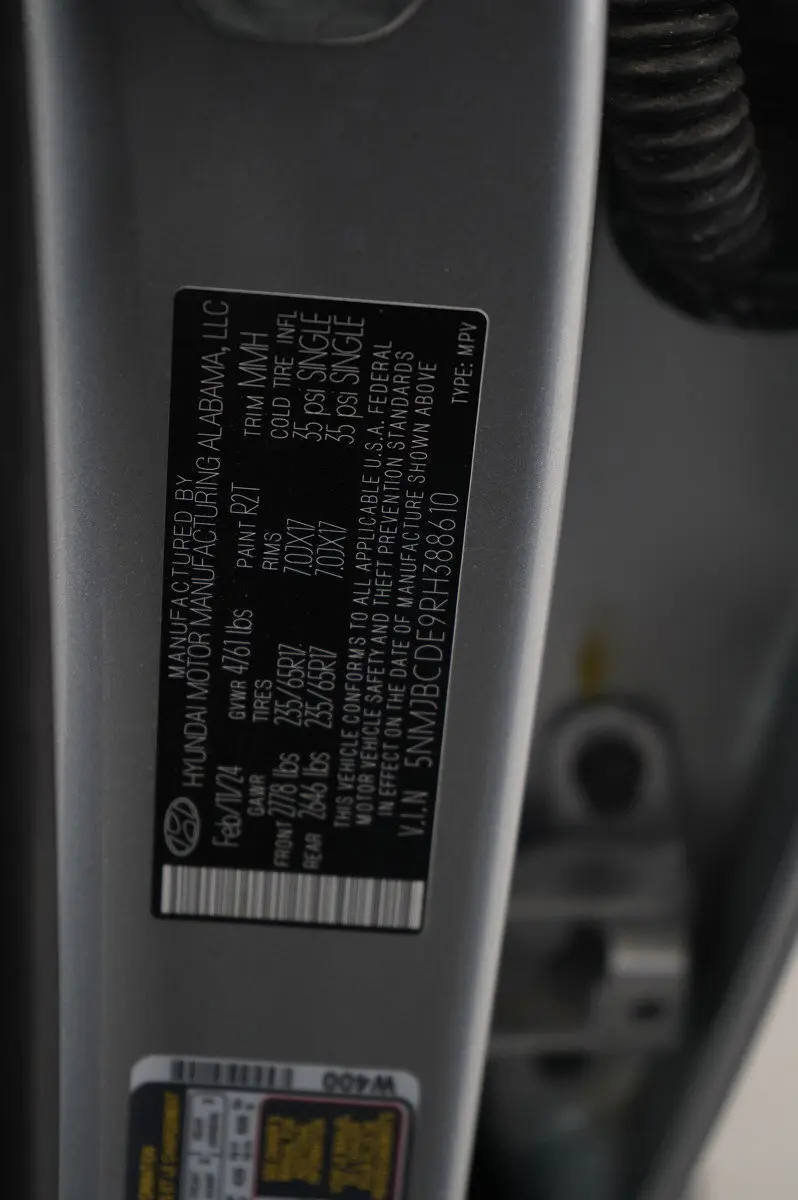 MANUFACTURED BY
HYUNDAI MOTOR MANUFACTURING ALABAMA, LLC
Feb/11/24 GVWR 4761 lbs PAINT R2T TRIM MMH
GAWR TIRES RIMS COLD TIRE INFL
FRONT 2778 lbs 235/65R17 7.0JX17 35 psi SINGLE
REAR 2646 lbs 235/65R17 7.0JX17 35 psi SINGLE
THIS VEHICLE CONFORMS TO ALL APPLICABLE U.S.A. FEDERAL
MOTOR VEHICLE SAFETY AND THEFT PREVENTION STANDARDS
IN EFFECT ON THE DATE OF MANUFACTURE SHOWN ABOVE
V.I.N 5NMJBCDE9RH388610 TYPE: MPV
W400